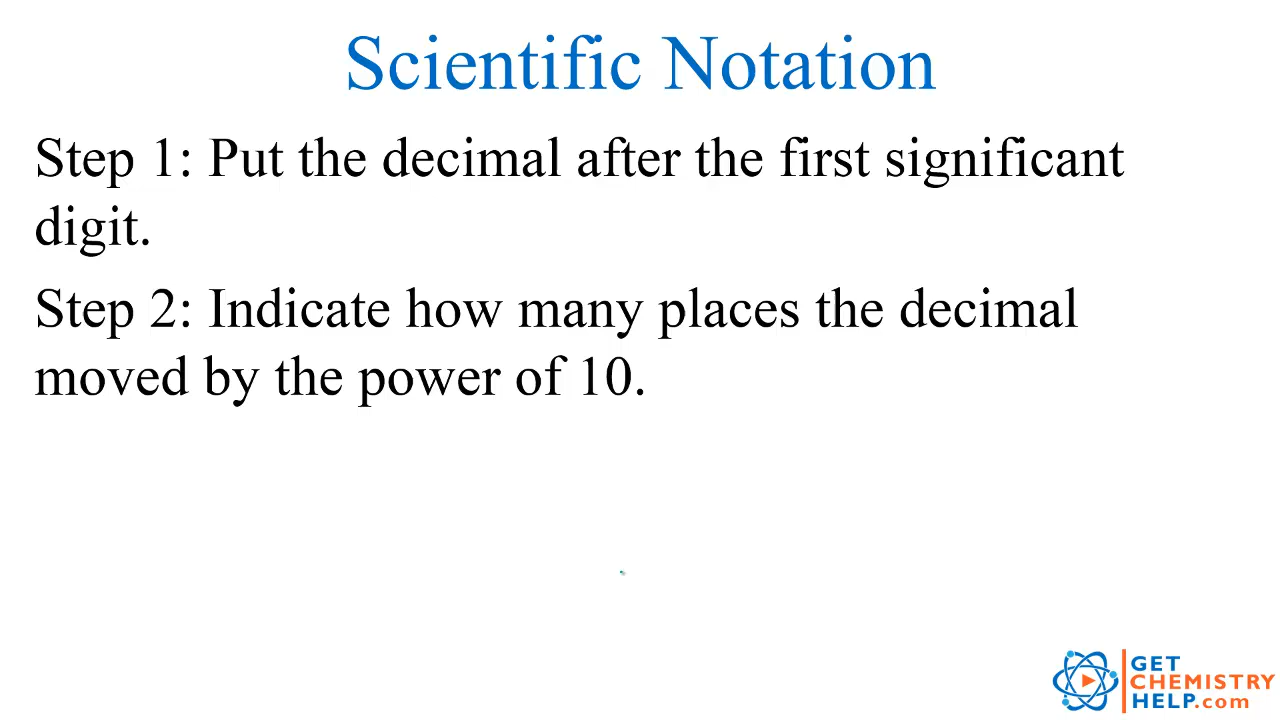 Scientific Notation
Step 1: Put the decimal after the first significant
digit.
Step 2: Indicate how many places the decimal
moved by the power of 10.
GET
CHEMISTRY
HELP.com